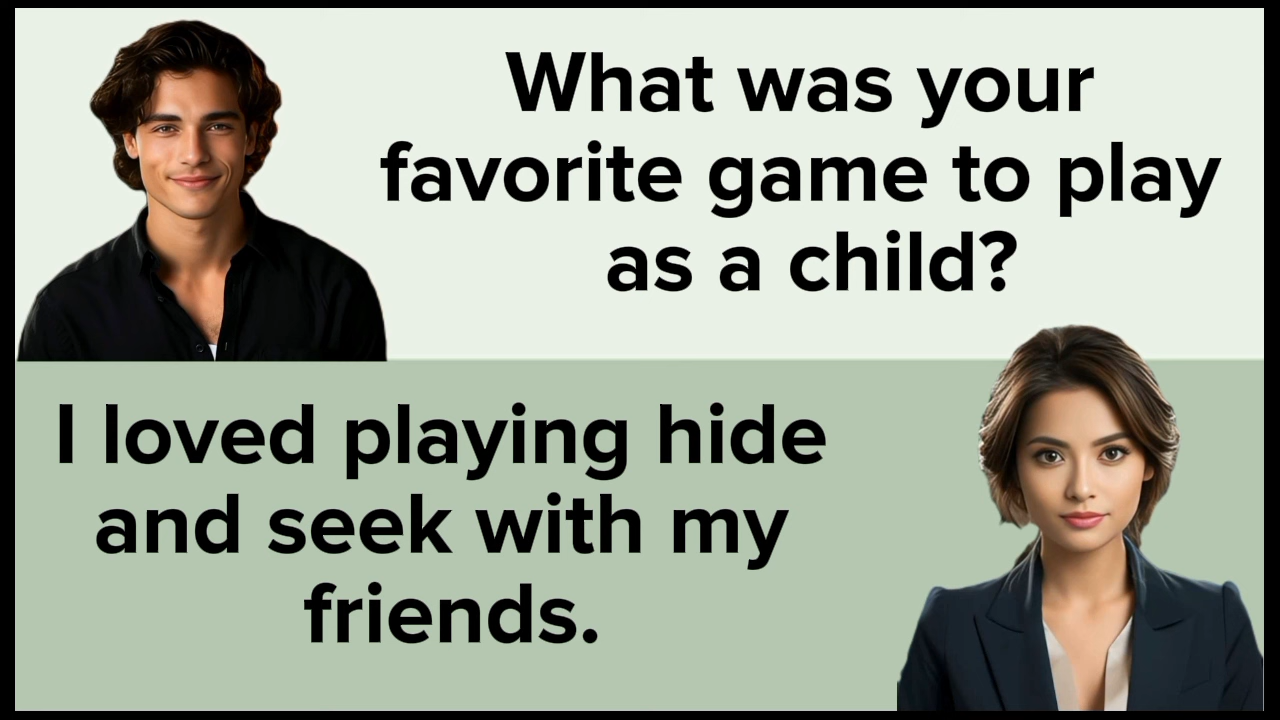 What was your
favorite game to play
as a child?
I loved playing hide
and seek with my
friends.